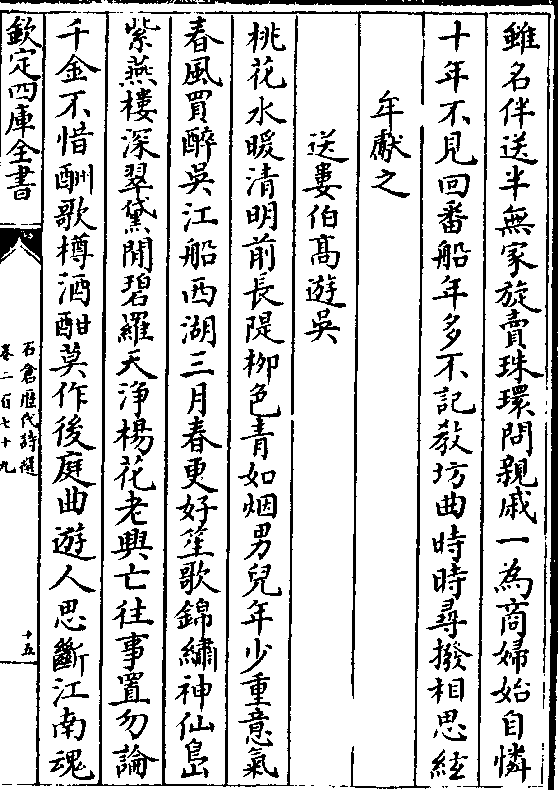 雖名伴送半無家旋賣珠環問親戚一為商婦始自憐
十年不見回番船年多不記教坊曲時時尋撥相思絃
年獻之
送婁伯高遊吳
桃花水暖清明前長隄柳色青如烟男兒年少重意氣
春風買醉吳江船西湖三月春更好笙歌錦繡神仙島
紫燕樓深翠黛閒碧羅天淨楊花老興亡往事置勿論
千金不惜酬歌樽酒酣莫作後庭曲遊人思斷江南魂
欽定四庫全書
石倉歷代詩選
卷二百七十九
十五